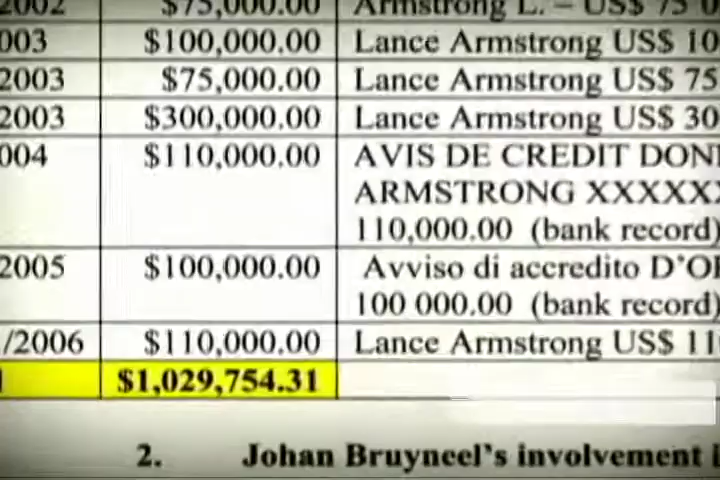 2002 $75,000.00 Armstrong L. – US$ 75 0
003 $100,000.00 Lance Armstrong US$ 10
2003 $75,000.00 Lance Armstrong US$ 75
2003 $300,000.00 Lance Armstrong US$ 30
004 $110,000.00 AVIS DE CREDIT DON
ARMSTRONG XXXXXX
110,000.00 (bank record)
2005 $100,000.00 Avviso di accredito D'O
100 000.00 (bank record)
/2006 $110,000.00 Lance Armstrong US$ 11
$1,029,754.31
2. Johan Bruyneel's involvement i